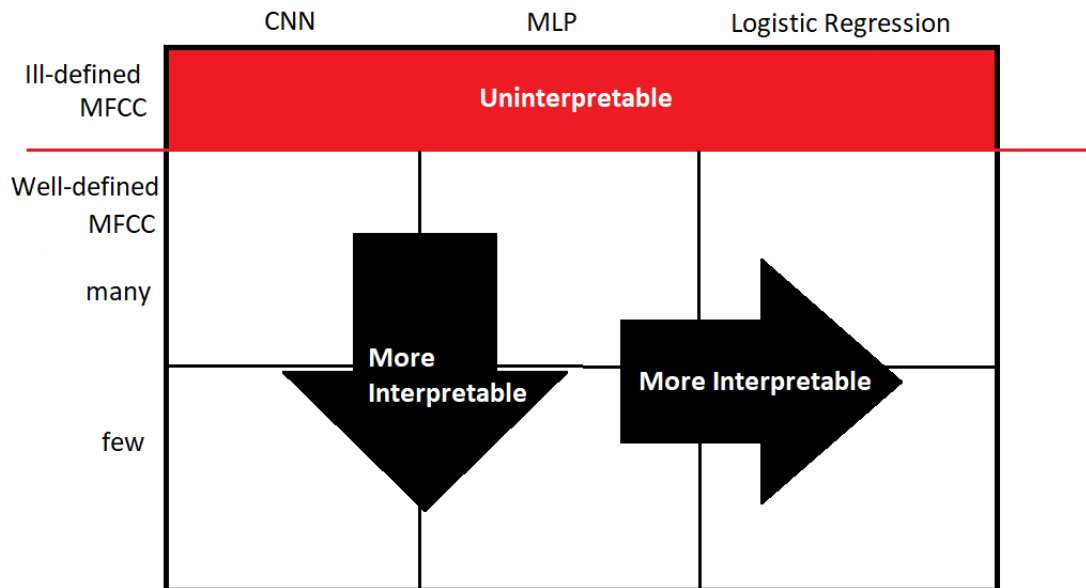 CNN MLP Logistic Regression
Ill-defined
MFCC
Uninterpretable
Well-defined
MFCC
many
More
Interpretable
More Interpretable
few